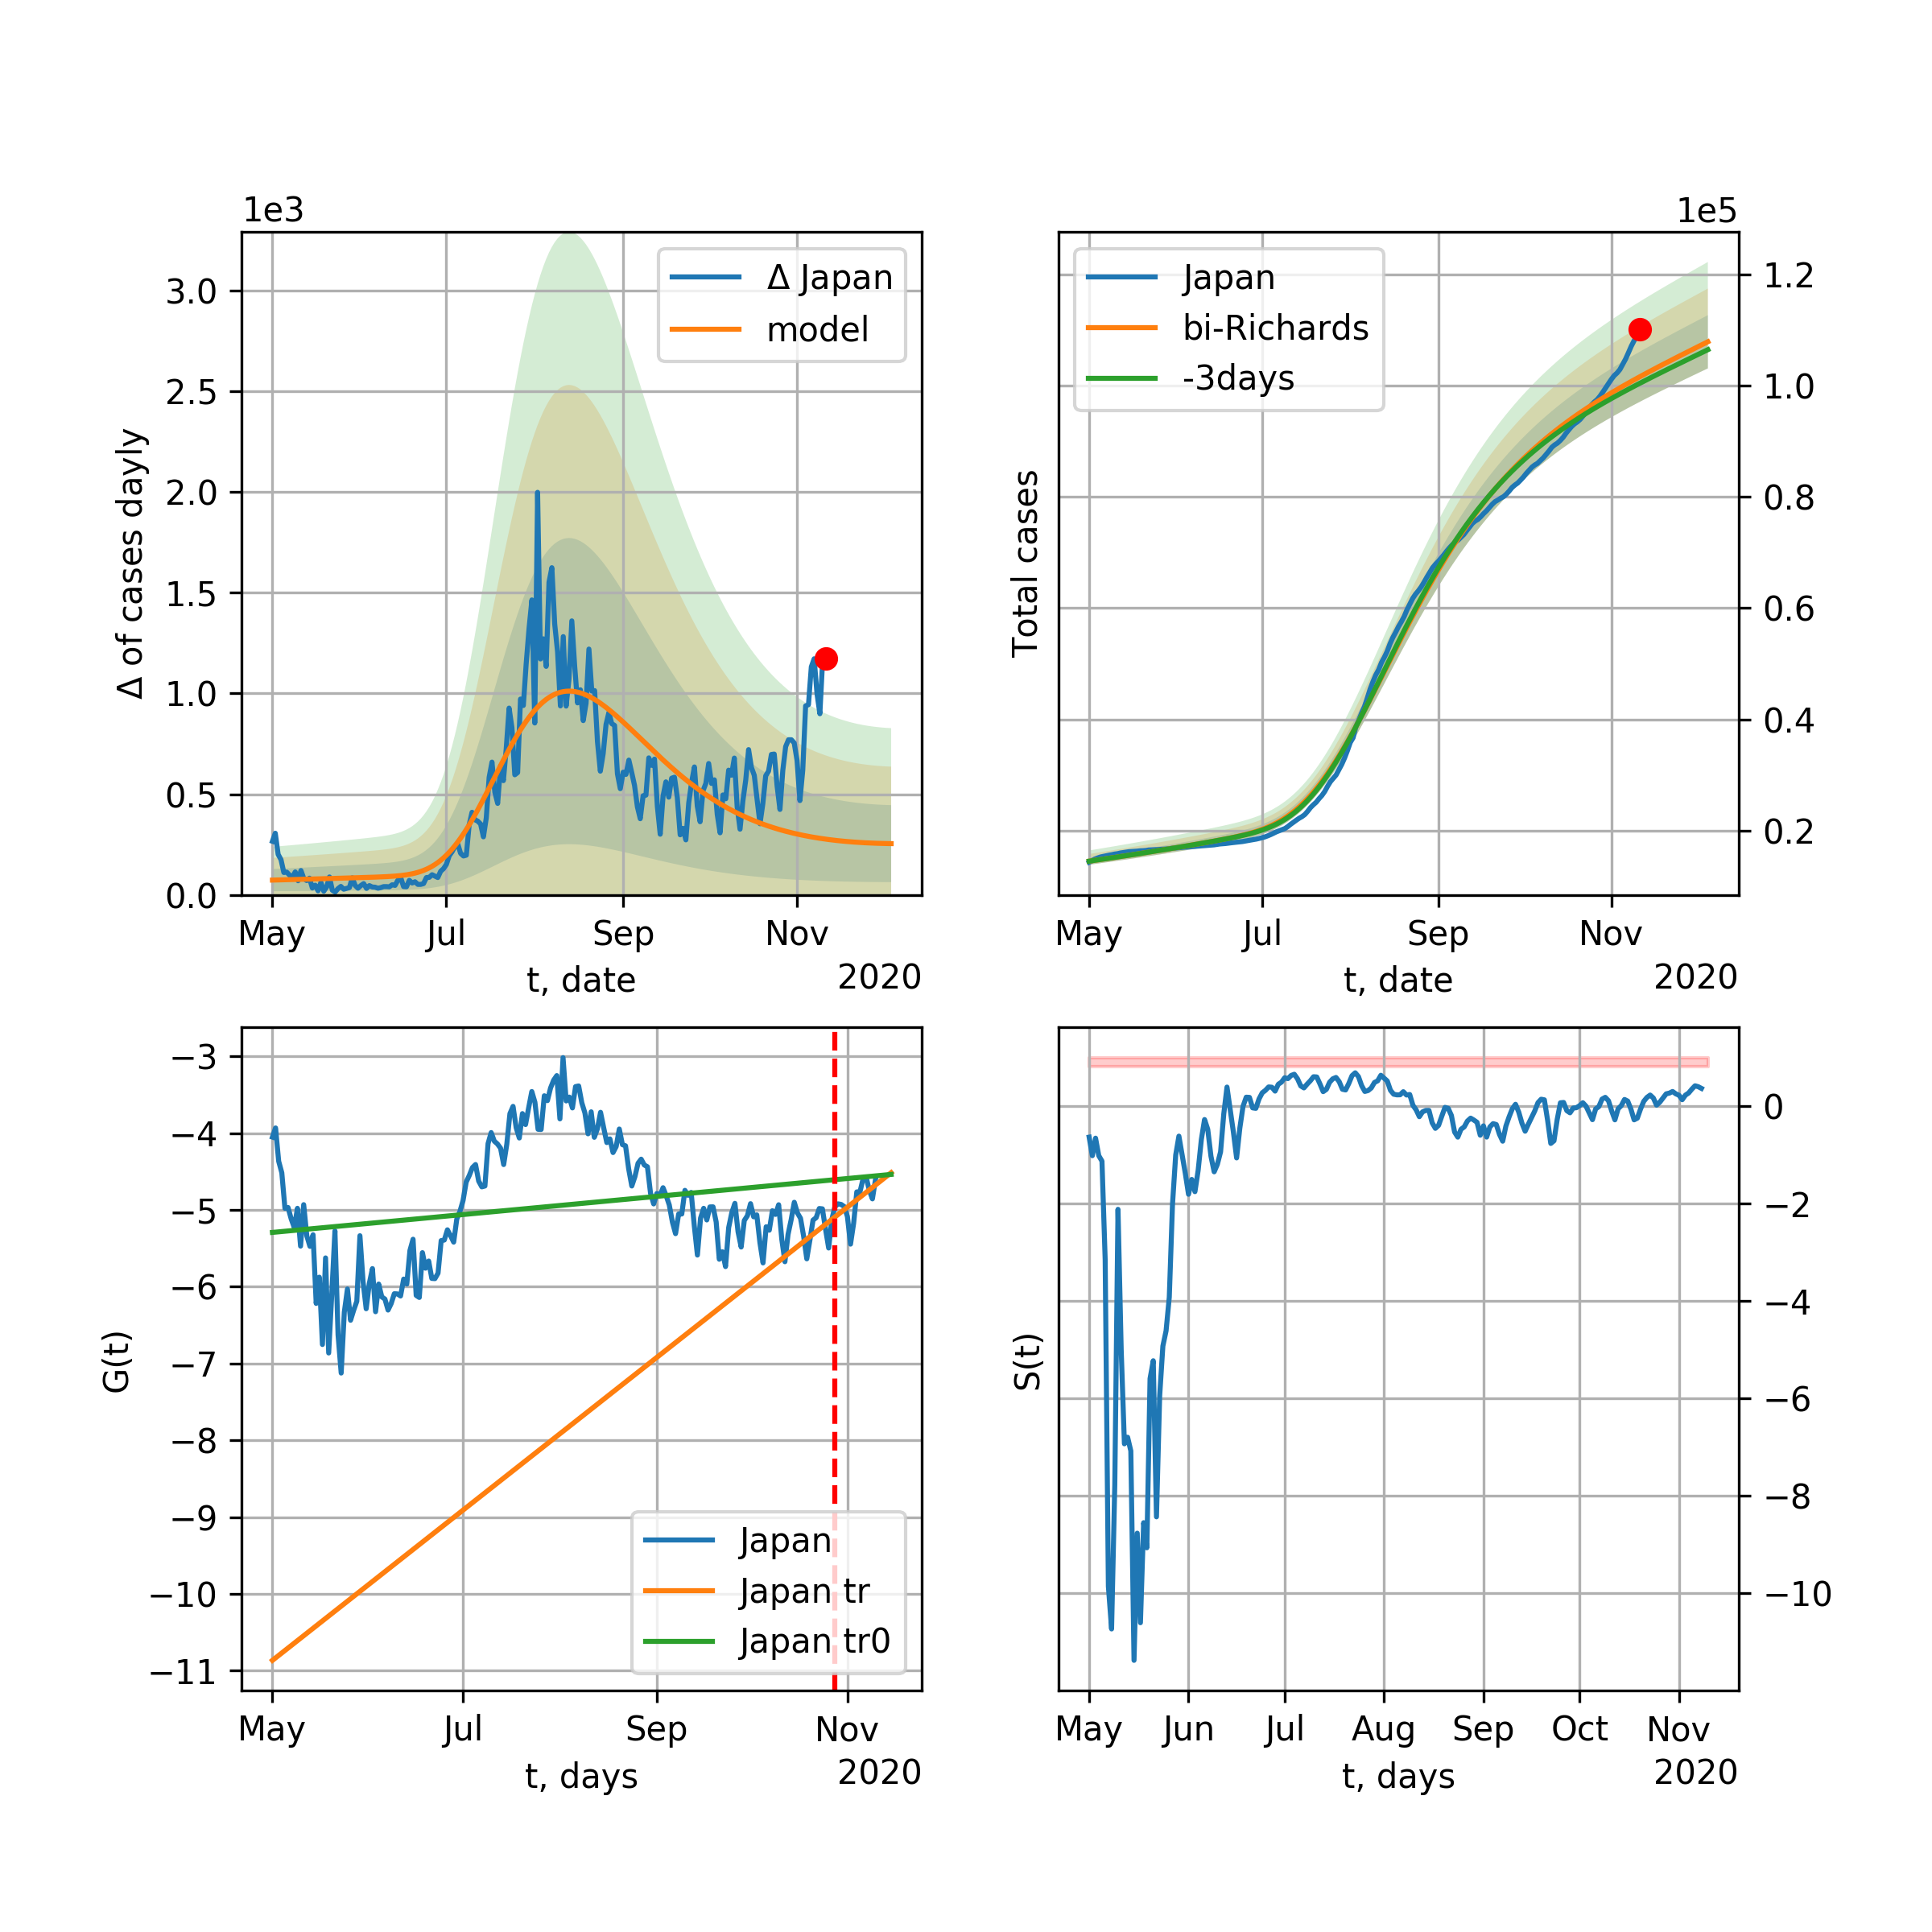 1e3
3.0
2.5
2.0
1.5
1.0
0.5
0.0
Δ of cases dayly
Δ Japan
model
May Jul Sep Nov
t, date
2020
1e5
1.2
1.0
0.8
0.6
0.4
0.2
Total cases
Japan
bi-Richards
-3days
May Jul Sep Nov
t, date
2020
−3
−4
−5
−6
−7
−8
−9
−10
−11
G(t)
Japan
Japan tr
Japan tr0
May Jul Sep Nov
t, days
2020
0
−2
−4
−6
−8
−10
S(t)
May Jun Jul Aug Sep Oct Nov
t, days
2020